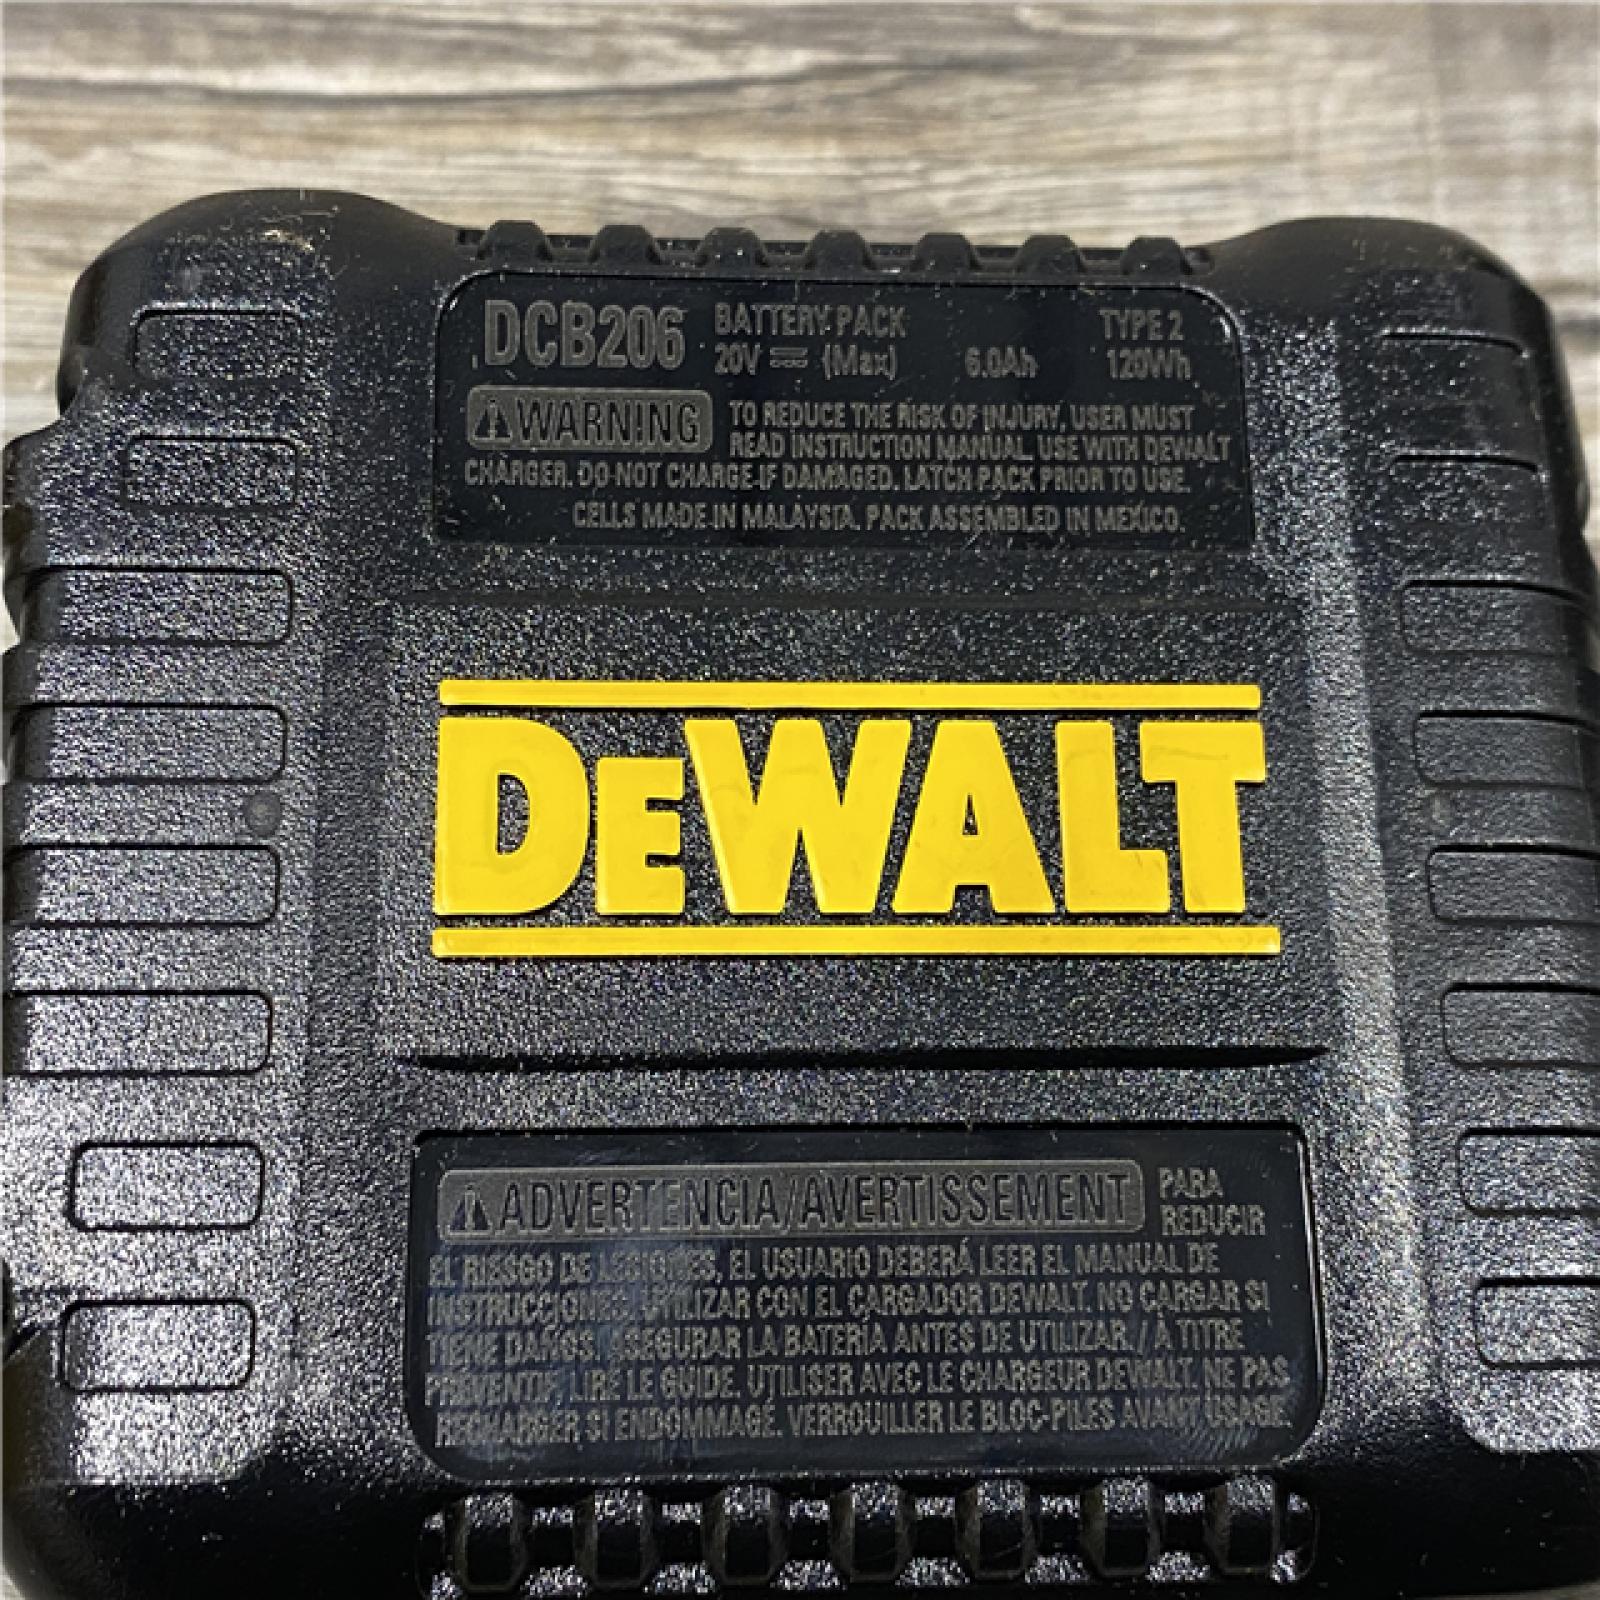 DCB206 BATTERY PACK TYPE 2
20V ⎓ (Max) 6.0Ah 120Wh
⚠WARNING TO REDUCE THE RISK OF INJURY, USER MUST
READ INSTRUCTION MANUAL. USE WITH DEWALT
CHARGER. DO NOT CHARGE IF DAMAGED. LATCH PACK PRIOR TO USE.
CELLS MADE IN MALAYSIA. PACK ASSEMBLED IN MEXICO.
DEWALT
⚠ADVERTENCIA/AVERTISSEMENT PARA
REDUCIR
EL RIESGO DE LESIONES, EL USUARIO DEBERÁ LEER EL MANUAL DE
INSTRUCCIONES. UTILIZAR CON EL CARGADOR DEWALT. NO CARGAR SI
TIENE DAÑOS. ASEGURAR LA BATERÍA ANTES DE UTILIZAR. / À TITRE
PRÉVENTIF, LIRE LE GUIDE. UTILISER AVEC LE CHARGEUR DEWALT. NE PAS
RECHARGER SI ENDOMMAGÉ. VERROUILLER LE BLOC-PILES AVANT USAGE.